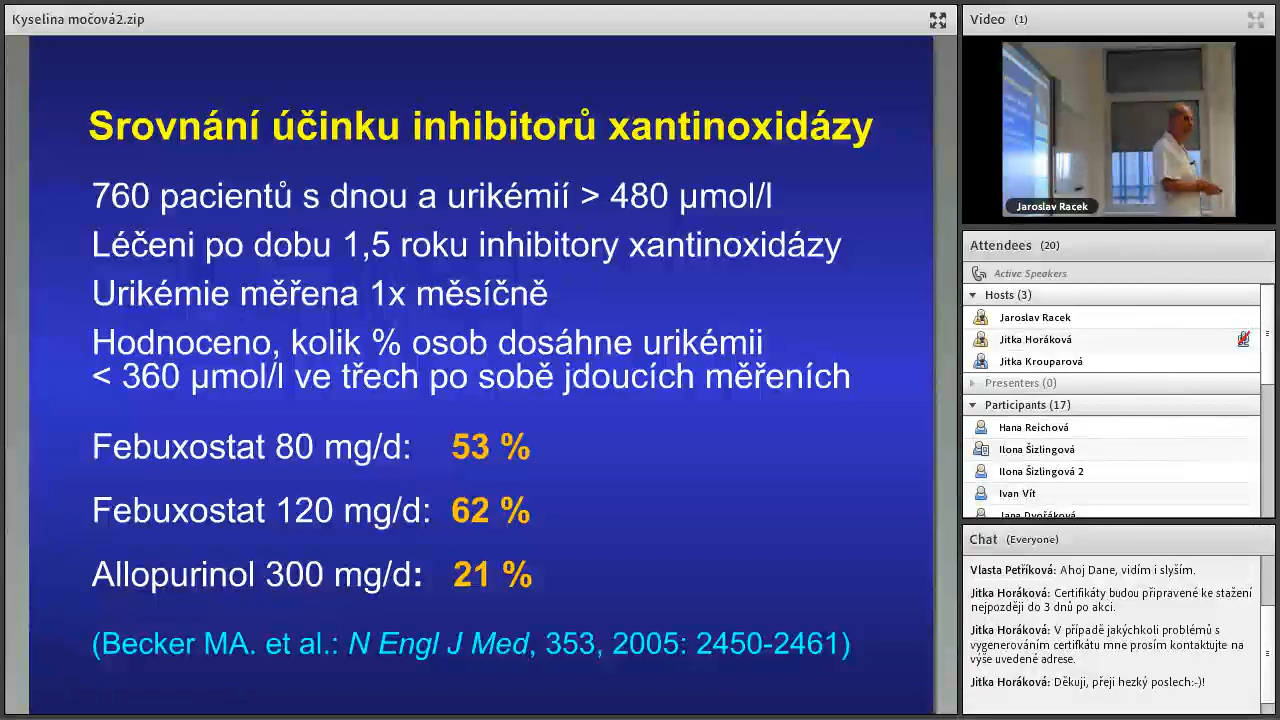 Kyselina močová2.zip
Srovnání účinku inhibitorů xantinoxidázy
760 pacientů s dnou a urikémií > 480 µmol/l
Léčeni po dobu 1,5 roku inhibitory xantinoxidázy
Urikémie měřena 1x měsíčně
Hodnoceno, kolik % osob dosáhne urikémii
< 360 µmol/l ve třech po sobě jdoucích měřeních
Febuxostat 80 mg/d: 53 %
Febuxostat 120 mg/d: 62 %
Allopurinol 300 mg/d: 21 %
(Becker MA. et al.: N Engl J Med, 353, 2005: 2450-2461)
Video (1)
Jaroslav Racek
Attendees (20)
Active Speakers
Hosts (3)
Jaroslav Racek
Jitka Horáková
Jitka Krouparová
Presenters (0)
Participants (17)
Hana Reichová
Ilona Šizlingová
Ilona Šizlingová 2
Ivan Vít
Jana Dvořáková
Chat (Everyone)
Vlasta Petříková: Ahoj Dane, vidím i slyším.
Jitka Horáková: Certifikáty budou připravené ke stažení
nejpozději do 3 dnů po akci.
Jitka Horáková: V případě jakýchkoli problémů s
vygenerováním certifkátu mne prosím kontaktujte na
výše uvedené adrese.
Jitka Horáková: Děkuji, přeji hezký poslech:-)!